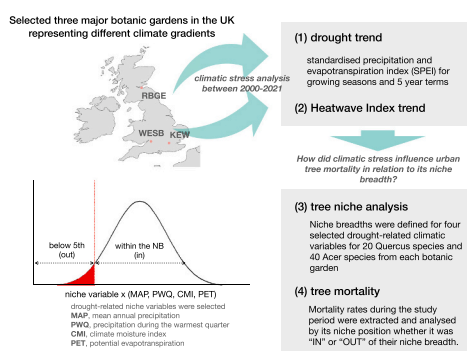 Selected three major botanic gardens in the UK
representing different climate gradients
RBGE
WESB
KEW
climatic stress analysis
between 2000-2021
(1) drought trend
standardised precipitation and
evapotranspiration index (SPEI) for
growing seasons and 5 year terms
(2) Heatwave Index trend
How did climatic stress influence urban
tree mortality in relation to its niche
breadth?
below 5th
(out)
within the NB
(in)
niche variable x (MAP, PWQ, CMI, PET)
drought-related niche variables were selected
MAP, mean annual precipitation
PWQ, precipitation during the warmest quarter
CMI, climate moisture index
PET, potential evapotranspiration
(3) tree niche analysis
Niche breadths were defined for four
selected drought-related climatic
variables for 20 Quercus species and
40 Acer species from each botanic
garden
(4) tree mortality
Mortality rates during the study
period were extracted and analysed
by its niche position whether it was
“IN” or “OUT” of their niche breadth.